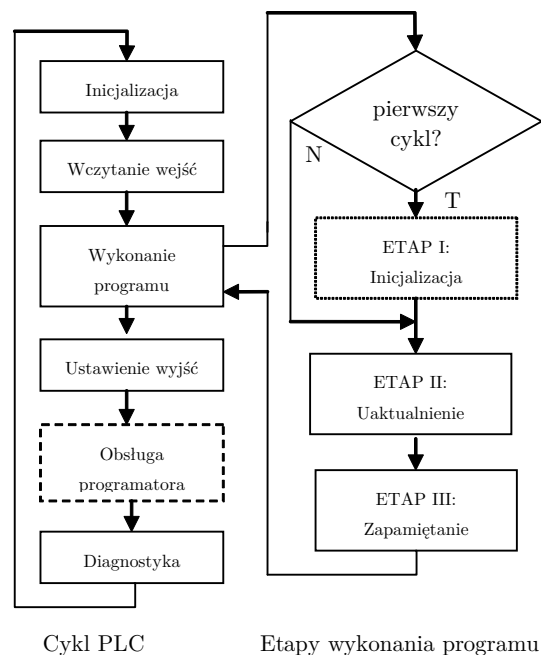 Inicjalizacja
Wczytanie wejść
Wykonanie
programu
Ustawienie wyjść
Obsługa
programatora
Diagnostyka
Cykl PLC
pierwszy
cykl?
N
T
ETAP I:
Inicjalizacja
ETAP II:
Uaktualnienie
ETAP III:
Zapamiętanie
Etapy wykonania programu